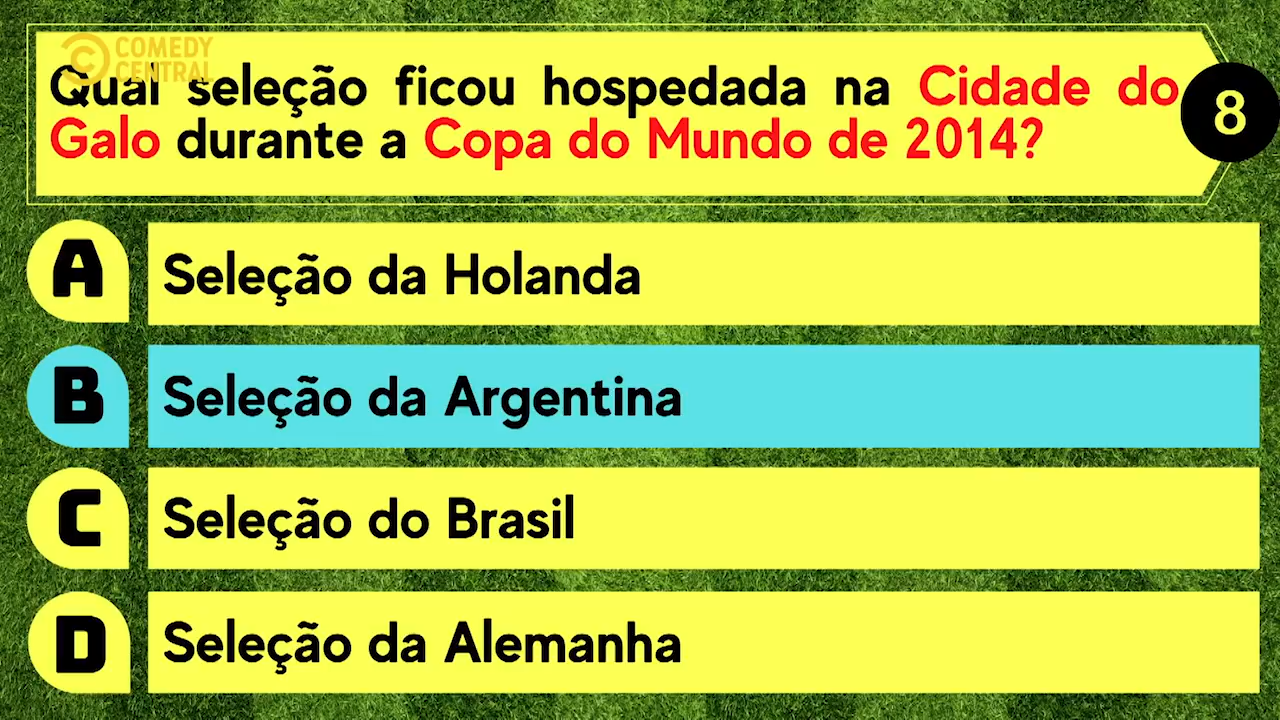 COMEDY
CENTRAL
Qual seleção ficou hospedada na Cidade do
Galo durante a Copa do Mundo de 2014?
8
A
Seleção da Holanda
B
Seleção da Argentina
C
Seleção do Brasil
D
Seleção da Alemanha